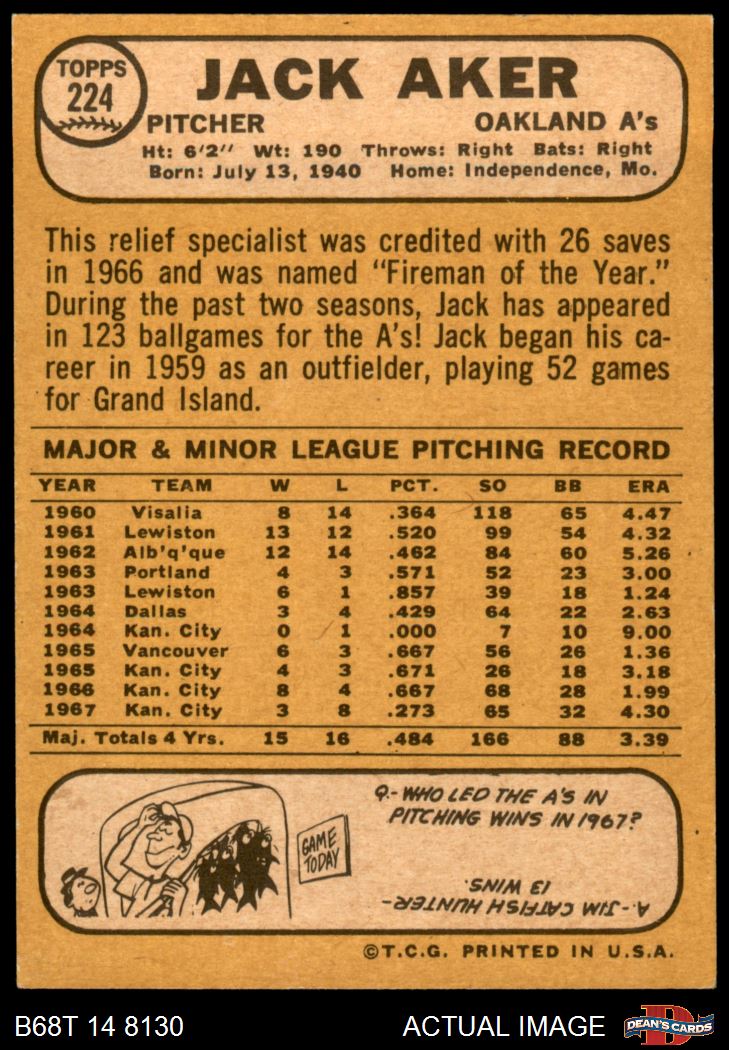 TOPPS
224
JACK AKER
PITCHER OAKLAND A's
Ht: 6'2" Wt: 190 Throws: Right Bats: Right
Born: July 13, 1940 Home: Independence, Mo.
This relief specialist was credited with 26 saves
in 1966 and was named "Fireman of the Year."
During the past two seasons, Jack has appeared
in 123 ballgames for the A's! Jack began his ca-
reer in 1959 as an outfielder, playing 52 games
for Grand Island.
MAJOR & MINOR LEAGUE PITCHING RECORD
YEAR TEAM W L PCT. SO BB ERA
1960 Visalia 8 14 .364 118 65 4.47
1961 Lewiston 13 12 .520 99 54 4.32
1962 Alb'q'que 12 14 .462 84 60 5.26
1963 Portland 4 3 .571 52 23 3.00
1963 Lewiston 6 1 .857 39 18 1.24
1964 Dallas 3 4 .429 64 22 2.63
1964 Kan. City 0 1 .000 7 10 9.00
1965 Vancouver 6 3 .667 56 26 1.36
1965 Kan. City 4 3 .671 26 18 3.18
1966 Kan. City 8 4 .667 68 28 1.99
1967 Kan. City 3 8 .273 65 32 4.30
Maj. Totals 4 Yrs. 15 16 .484 166 88 3.39
GAME
TODAY
Q.- WHO LED THE A'S IN
PITCHING WINS IN 1967?
A-JIM CATFISH HUNTER-
13 WINS.
©T.C.G. PRINTED IN U.S.A.
B68T 14 8130 ACTUAL IMAGE
D
DEAN'S CARDS